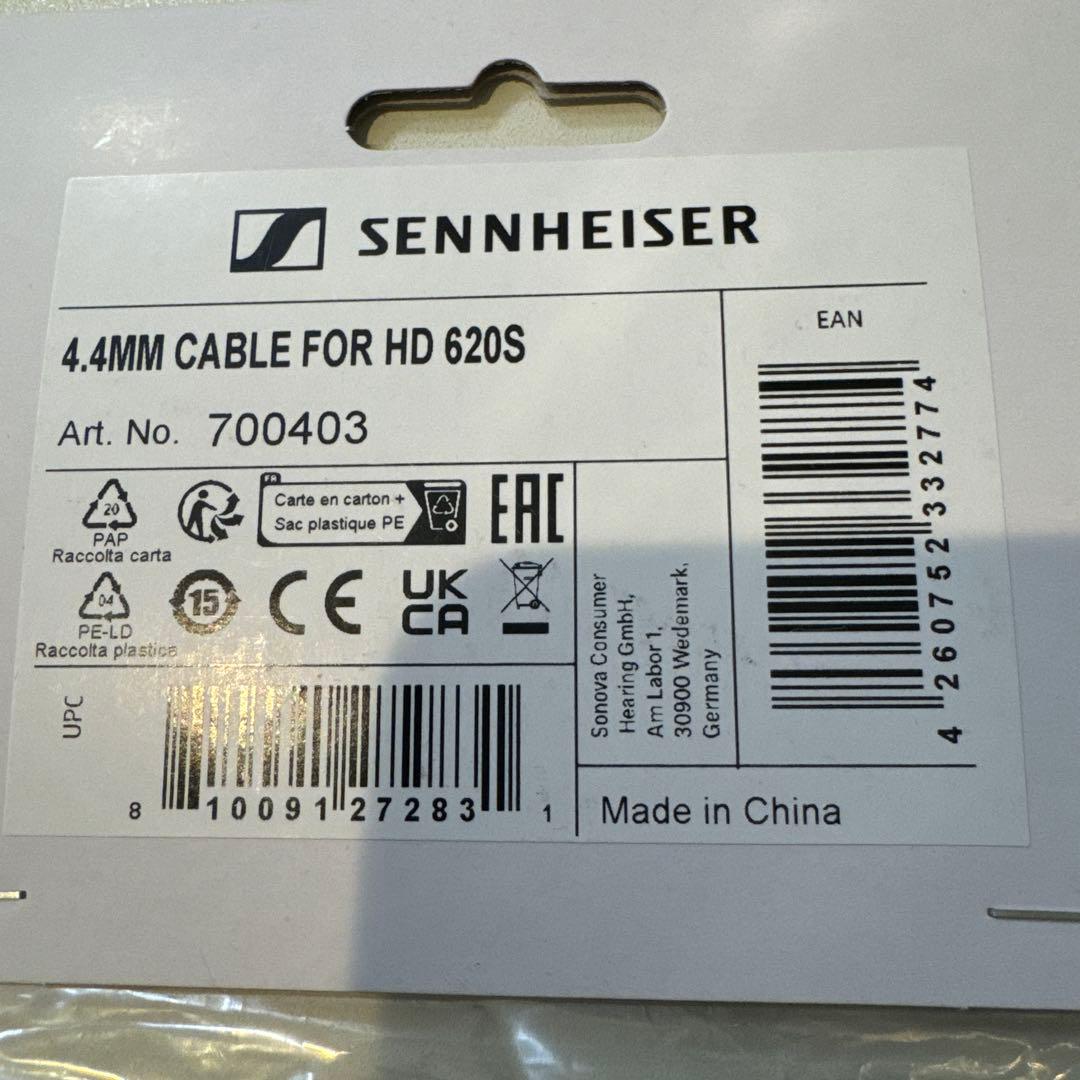 SENNHEISER
4.4MM CABLE FOR HD 620S
Art. No. 700403
EAN
4 260752 332774
20
PAP
Raccolta carta
FR
Carte en carton +
Sac plastique PE
EAC
04
PE-LD
Raccolta plastica
15
CE
UK
CA
Sonova Consumer
Hearing GmbH,
Am Labor 1,
30900 Wedemark,
Germany
UPC
8 10091 27283 1
Made in China